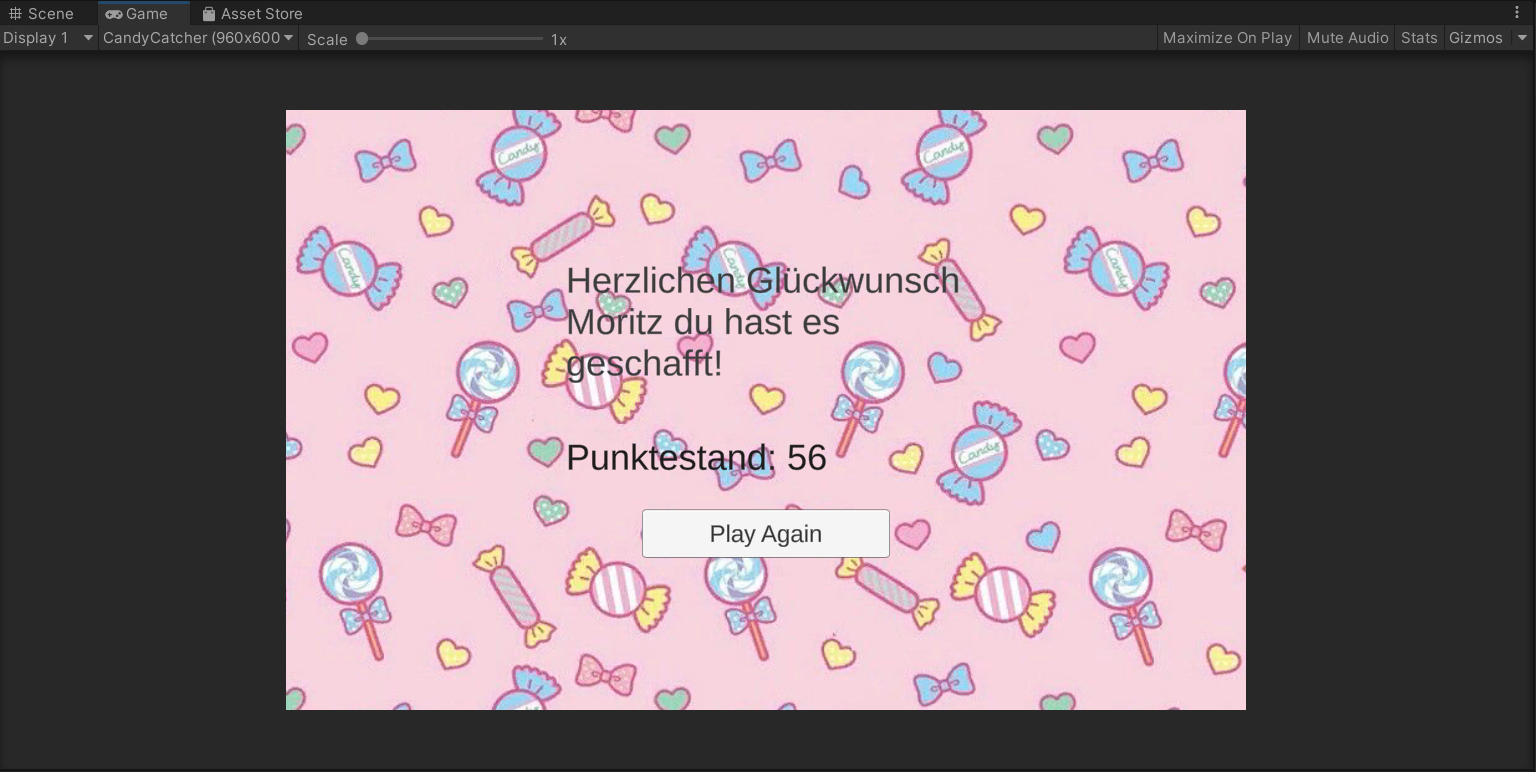 Scene Game Asset Store
Display 1 CandyCatcher (960x600 Scale 1x Maximize On Play Mute Audio Stats Gizmos
Candy Candy
Candy Candy Candy
Herzlichen Glückwunsch
Moritz du hast es
geschafft!
Candy
Punktestand: 56
Play Again